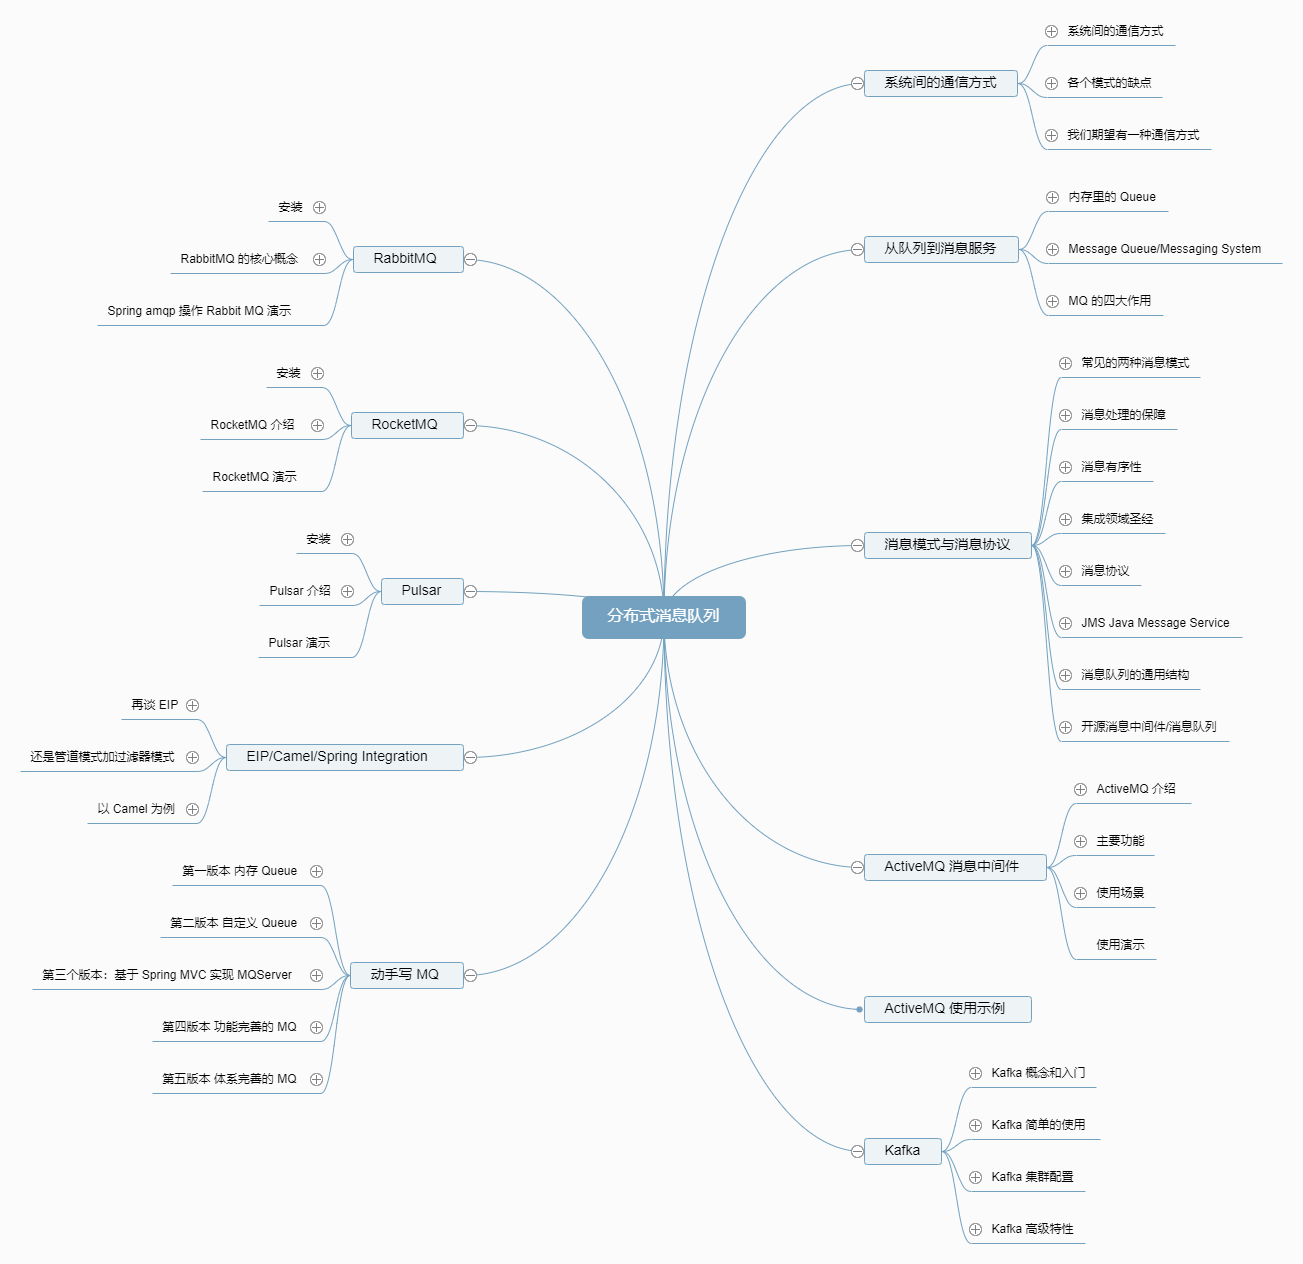 分布式消息队列
系统间的通信方式
系统间的通信方式
各个模式的缺点
我们期望有一种通信方式
从队列到消息服务
内存里的 Queue
Message Queue/Messaging System
MQ 的四大作用
消息模式与消息协议
常见的两种消息模式
消息处理的保障
消息有序性
集成领域圣经
消息协议
JMS Java Message Service
消息队列的通用结构
开源消息中间件/消息队列
ActiveMQ 消息中间件
ActiveMQ 介绍
主要功能
使用场景
使用演示
ActiveMQ 使用示例
Kafka
Kafka 概念和入门
Kafka 简单的使用
Kafka 集群配置
Kafka 高级特性
RabbitMQ
安装
RabbitMQ 的核心概念
Spring amqp 操作 Rabbit MQ 演示
RocketMQ
安装
RocketMQ 介绍
RocketMQ 演示
Pulsar
安装
Pulsar 介绍
Pulsar 演示
EIP/Camel/Spring Integration
再谈 EIP
还是管道模式加过滤器模式
以 Camel 为例
动手写 MQ
第一版本 内存 Queue
第二版本 自定义 Queue
第三个版本：基于 Spring MVC 实现 MQServer
第四版本 功能完善的 MQ
第五版本 体系完善的 MQ